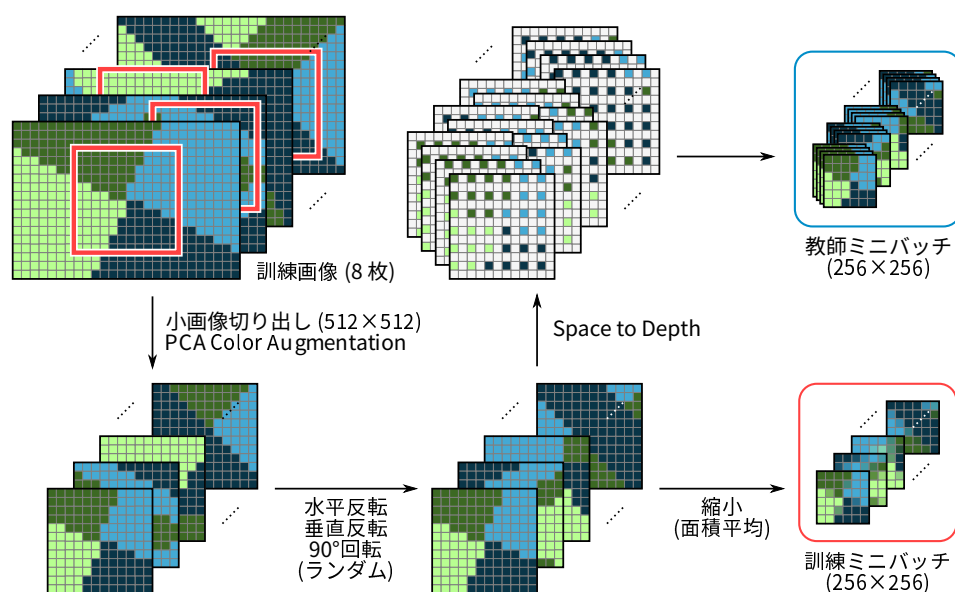 訓練画像 (8 枚)
小画像切り出し (512×512)
PCA Color Augmentation
水平反転
垂直反転
90°回転
(ランダム)
Space to Depth
縮小
(面積平均)
教師ミニバッチ
(256×256)
訓練ミニバッチ
(256×256)